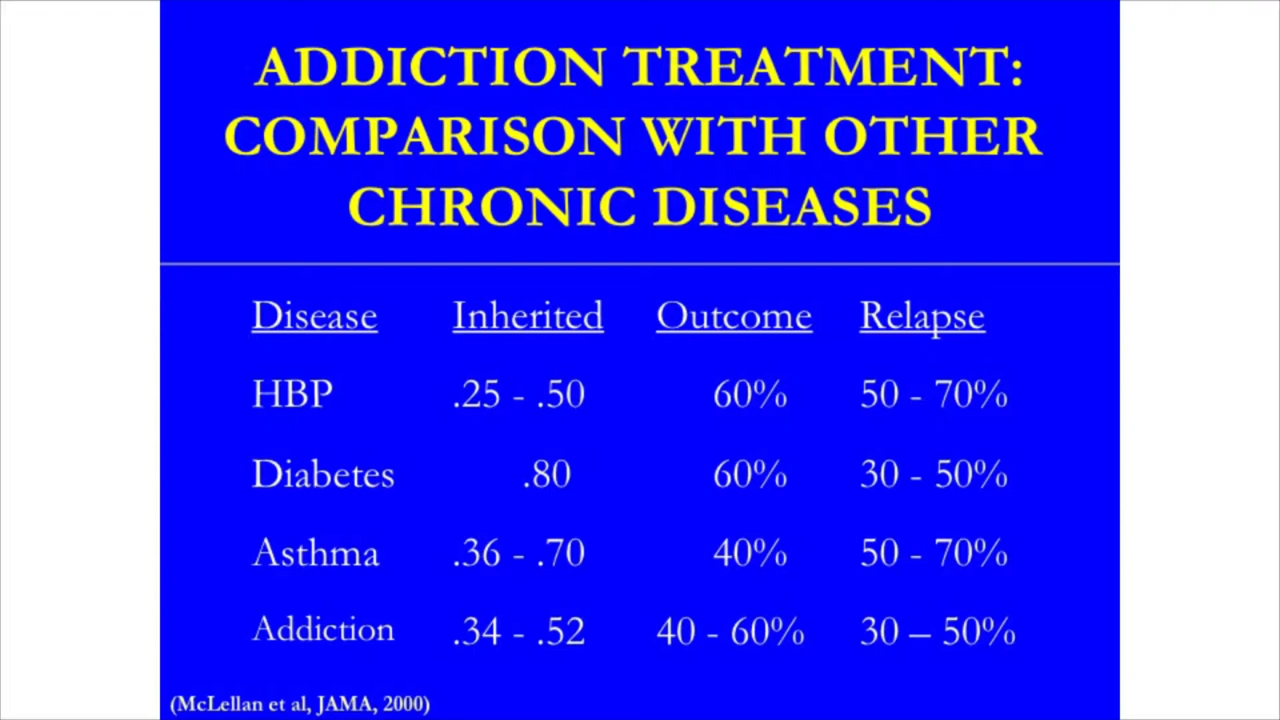 ADDICTION TREATMENT:
COMPARISON WITH OTHER
CHRONIC DISEASES
Disease Inherited Outcome Relapse
HBP .25 - .50 60% 50 - 70%
Diabetes .80 60% 30 - 50%
Asthma .36 - .70 40% 50 - 70%
Addiction .34 - .52 40 - 60% 30 – 50%
(McLellan et al, JAMA, 2000)